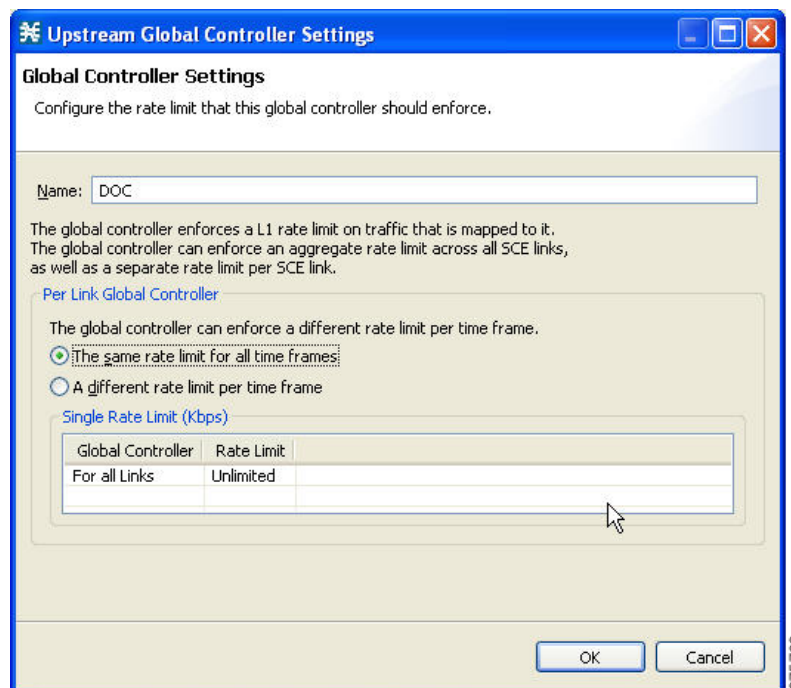 Upstream Global Controller Settings
Global Controller Settings
Configure the rate limit that this global controller should enforce.
Name: DOC
The global controller enforces a L1 rate limit on traffic that is mapped to it.
The global controller can enforce an aggregate rate limit across all SCE links,
as well as a separate rate limit per SCE link.
Per Link Global Controller
The global controller can enforce a different rate limit per time frame.
The same rate limit for all time frames
A different rate limit per time frame
Single Rate Limit (Kbps)
Global Controller Rate Limit
For all Links Unlimited
OK Cancel